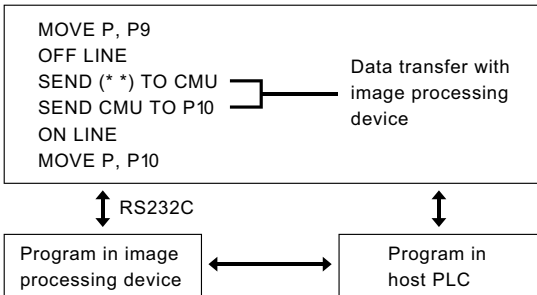 MOVE P, P9
OFF LINE
SEND (* *) TO CMU
SEND CMU TO P10
ON LINE
MOVE P, P10
Data transfer with
image processing
device
RS232C
Program in image
processing device
Program in
host PLC